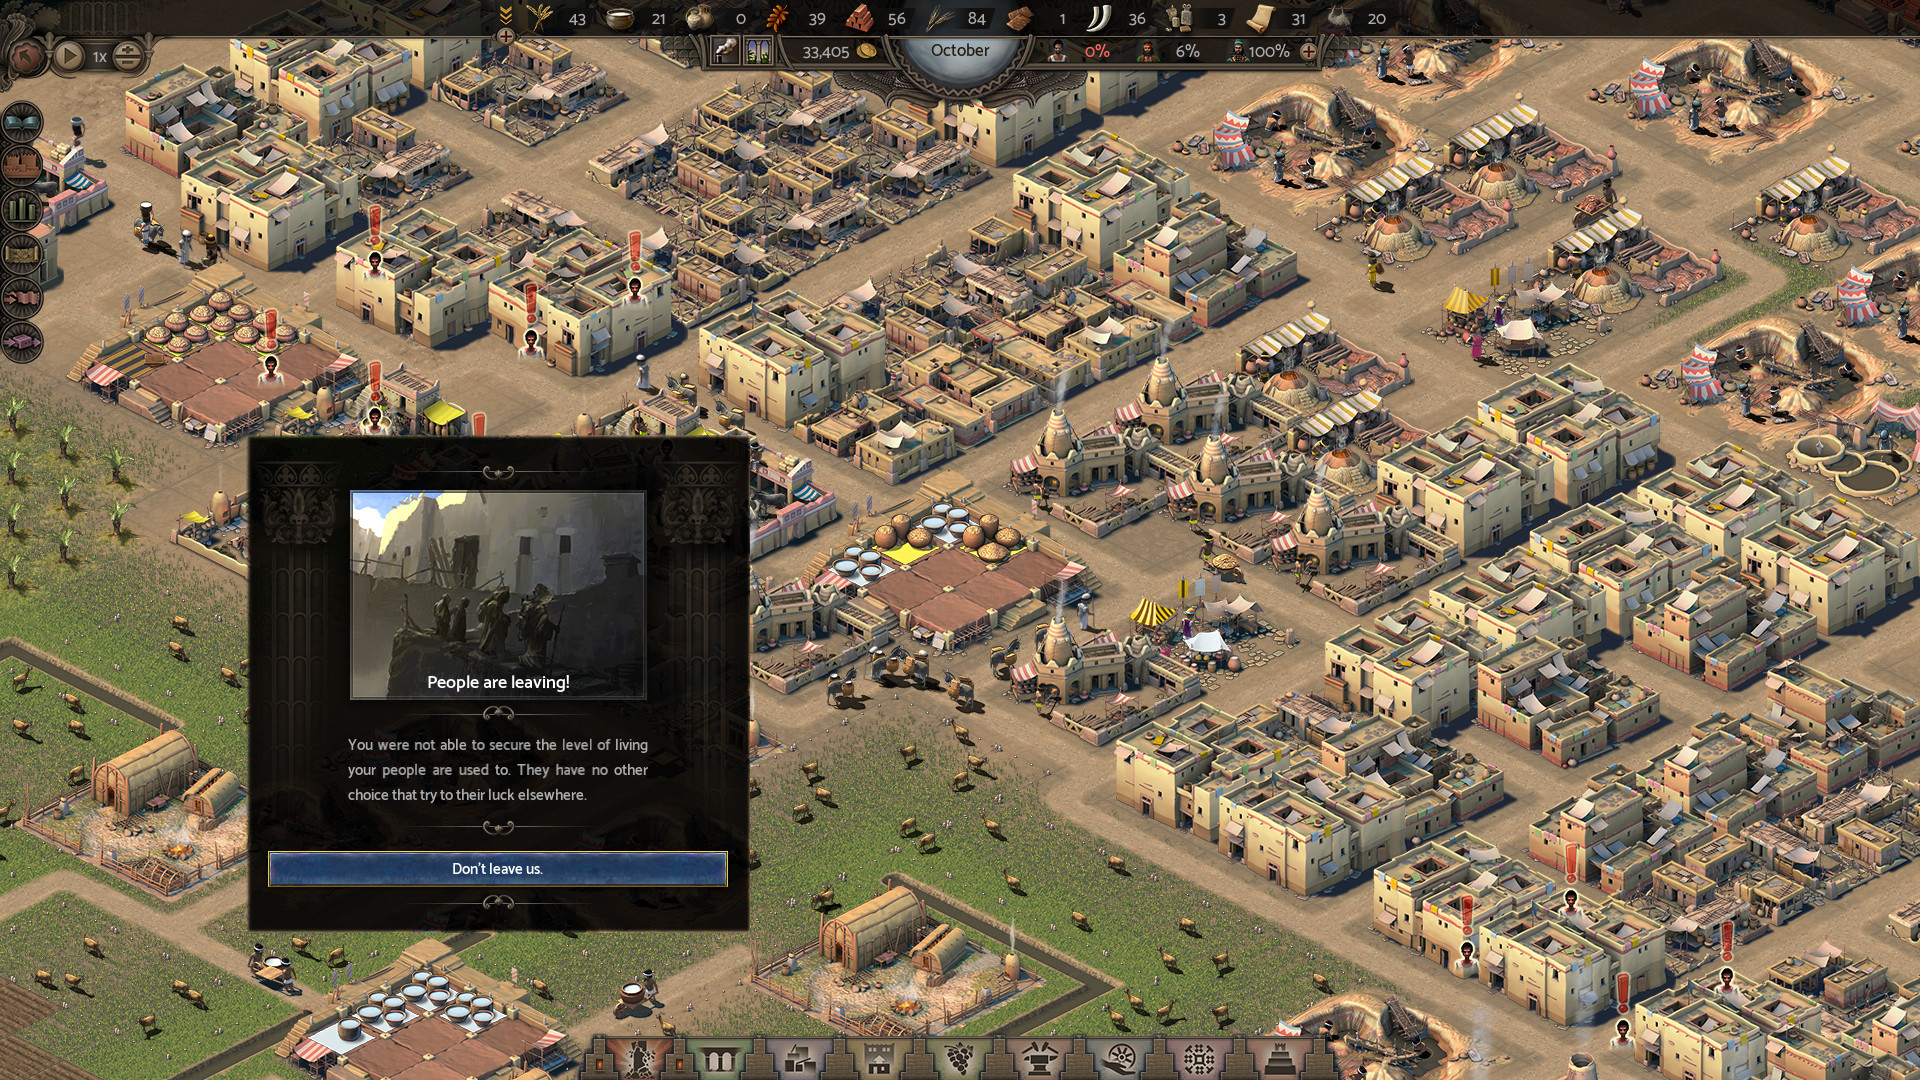 43 21 0 39 56 84 1 36 3 31 20
1x 33,405 October 0% 6% 100%
People are leaving!
You were not able to secure the level of living
your people are used to. They have no other
choice that try to their luck elsewhere.
Don't leave us.